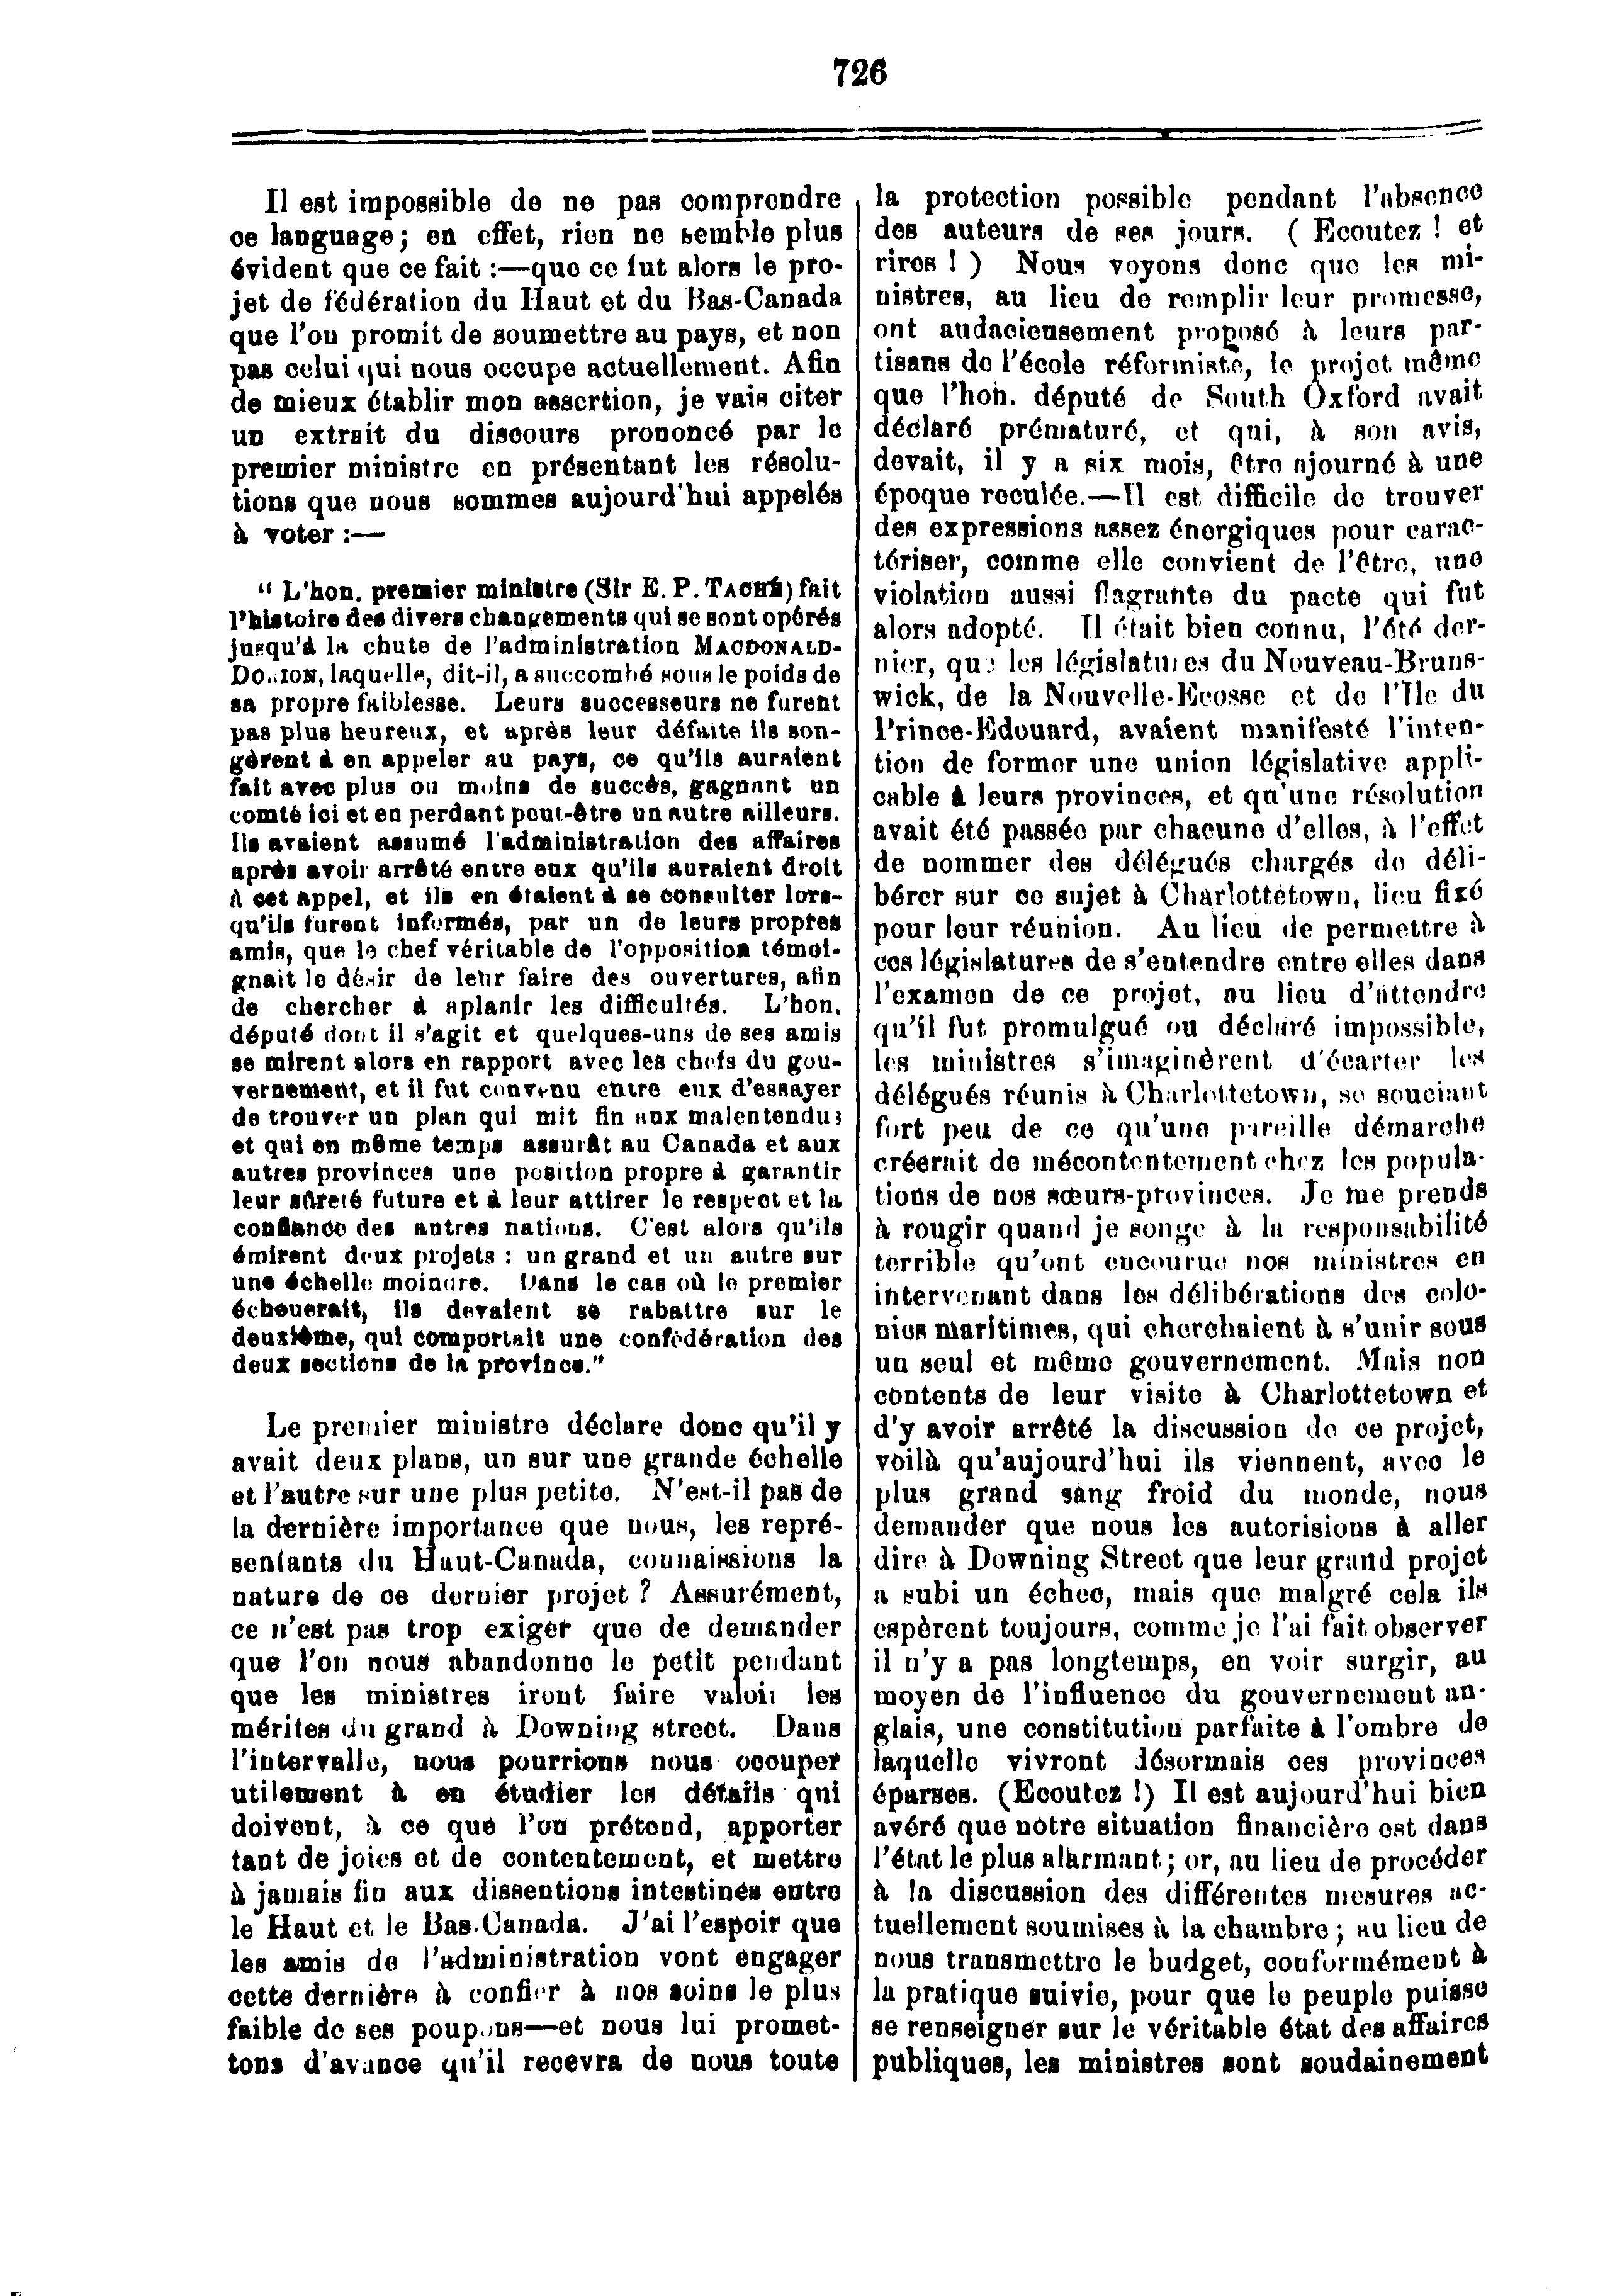 726
Il est impossible de ne pas comprendre
ce language; en effet, rien ne semble plus
évident que ce fait :—que ce fut alors le pro-
jet de fédération du Haut et du Bas-Canada
que l'on promit de soumettre au pays, et non
pas celui qui nous occupe actuellement. Afin
de mieux établir mon assertion, je vais citer
un extrait du discours prononcé par le
premier ministre en présentant les résolu-
tions que nous sommes aujourd'hui appelés
à voter :—
“ L'hon. premier ministre (Sir E. P. TACHÉ) fait
l'histoire des divers changements qui se sont opérés
jusqu'à la chute de l'administration MACDONALD-
DORION, laquelle, dit-il, a succombé sous le poids de
sa propre faiblesse. Leurs successeurs ne furent
pas plus heureux, et après leur défaite ils son-
gèrent à en appeler au pays, ce qu'ils auraient
fait avec plus ou moins de succès, gagnant un
comté ici et en perdant peut-être un autre ailleurs.
Ils avaient assumé l'administration des affaires
après avoir arrêté entre eux qu'ils auraient droit
à cet appel, et ils en étaient à se consulter lors-
qu'ils furent informés, par un de leurs propres
amis, que le chef véritable de l'opposition témoi-
gnait le désir de leur faire des ouvertures, afin
de chercher à aplanir les difficultés. L'hon.
député dont il s'agit et quelques-uns de ses amis
se mirent alors en rapport avec les chefs du gou-
vernement, et il fut convenu entre eux d'essayer
de trouver un plan qui mit fin aux malentendus
et qui en même temps assurât au Canada et aux
autres provinces une position propre à garantir
leur sûreté future et à leur attirer le respect et la
confiance des autres nations. C'est alors qu'ils
émirent deux projets : un grand et un autre sur
une échelle moindre. Dans le cas où le premier
échouerait, ils devaient se rabattre sur le
deuxième, qui comportait une confédération des
deux sections de la province.”
Le premier ministre déclare donc qu'il y
avait deux plans, un sur une grande échelle
et l'autre sur une plus petite. N'est-il pas de
la dernière importance que nous, les repré-
sentants du Haut-Canada, connaissions la
nature de ce dernier projet ? Assurément,
ce n'est pas trop exiger que de demander
que l'on nous abandonne le petit pendant
que les ministres iront faire valoir les
mérites du grand à Downing street. Dans
l'intervalle, nous pourrions nous occuper
utilement à en étudier les détails qui
doivent, à ce que l'on prétend, apporter
tant de joies et de contentement, et mettre
à jamais fin aux dissentions intestines entre
le Haut et le Bas-Canada. J'ai l'espoir que
les amis de l'administration vont engager
cette dernière à confier à nos soins le plus
faible de ses poupons—et nous lui promet-
tons d'avance qu'il recevra de nous toute
la protection possible pendant l'absence
des auteurs de ses jours. ( Ecoutez ! et
rires ! ) Nous voyons donc que les mi-
nistres, au lieu de remplir leur promesse,
ont audacieusement proposé à leurs par-
tisans de l'école réformiste, le projet même
que l'hon. député de South Oxford avait
déclaré prématuré, et qui, à son avis,
devait, il y a six mois, être ajourné à une
époque reculée.—Il est difficile de trouver
des expressions assez énergiques pour carac-
tériser, comme elle convient de l'être, une
violation aussi flagrante du pacte qui fut
alors adopté. Il était bien connu, l'été der-
nier, que les législatures du Nouveau-Bruns-
wick, de la Nouvelle-Ecosse et de l'Ile du
Prince-Edouard, avaient manifesté l'inten-
tion de former une union législative appli-
cable à leurs provinces, et qu'une résolution
avait été passée par chacune d'elles, à l'effet
de nommer des délégués chargés de déli-
bérer sur ce sujet à Charlottetown, lieu fixé
pour leur réunion. Au lieu de permettre à
ces législatures de s'entendre entre elles dans
l'examen de ce projet, au lieu d'attendre
qu'il fut promulgué ou déclaré impossible,
les ministres s'imaginèrent d'écarter les
délégués réunis à Charlottetown, se souciant
fort peu de ce qu'une pareille démarche
créerait de mécontentement chez les popula-
tions de nos sœurs-provinces. Je me prends
à rougir quand je songe à la responsabilité
terrible qu'ont encourue nos ministres en
intervenant dans les délibérations des colo-
nies maritimes, qui cherchaient à s'unir sous
un seul et même gouvernement. Mais non
contents de leur visite à Charlottetown et
d'y avoir arrêté la discussion de ce projet,
voilà qu'aujourd'hui ils viennent, avec le
plus grand sang froid du monde, nous
demander que nous les autorisions à aller
dire à Downing Street que leur grand projet
a subi un échec, mais que malgré cela ils
espèrent toujours, comme je l'ai fait observer
il n'y a pas longtemps, en voir surgir, au
moyen de l'influence du gouvernement an-
glais, une constitution parfaite à l'ombre de
laquelle vivront désormais ces provinces
éparses. (Ecoutez !) Il est aujourd'hui bien
avéré que notre situation financière est dans
l'état le plus alarmant ; or, au lieu de procéder
à la discussion des différentes mesures ac-
tuellement soumises à la chambre ; au lieu de
nous transmettre le budget, conformément à
la pratique suivie, pour que le peuple puisse
se renseigner sur le véritable état des affaires
publiques, les ministres sont soudainement